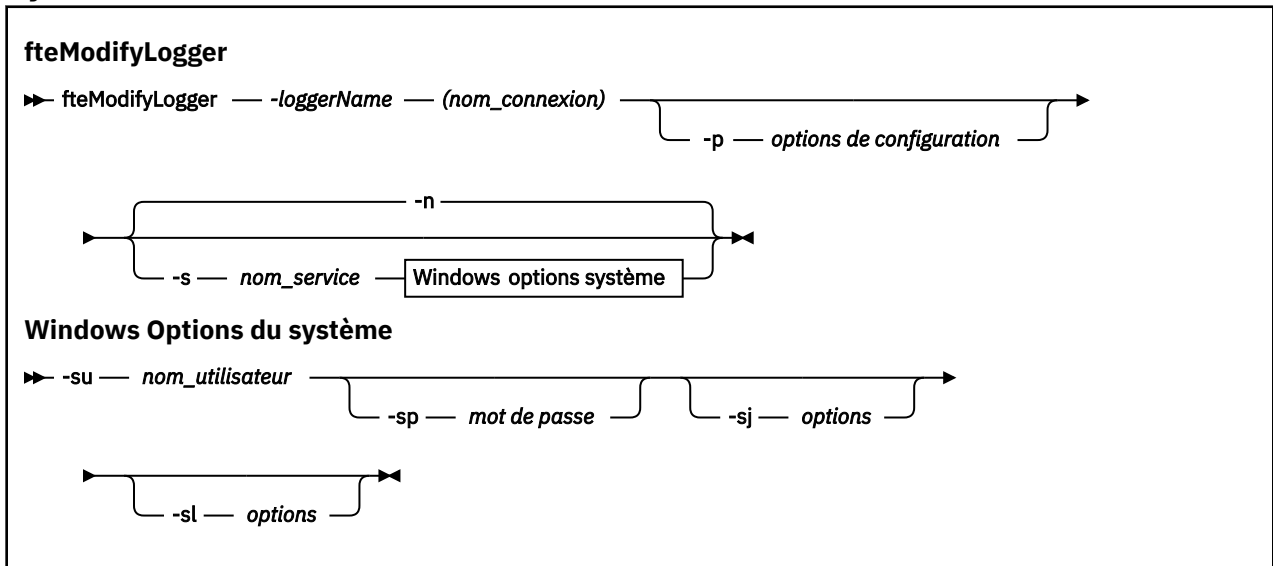 fteModifyLogger
fteModifyLogger -loggerName (nom_connexion)
-p options de configuration
-n
-s nom_service Windows options système
Windows Options du système
-su nom_utilisateur
-sp mot de passe -sj options
-sl options